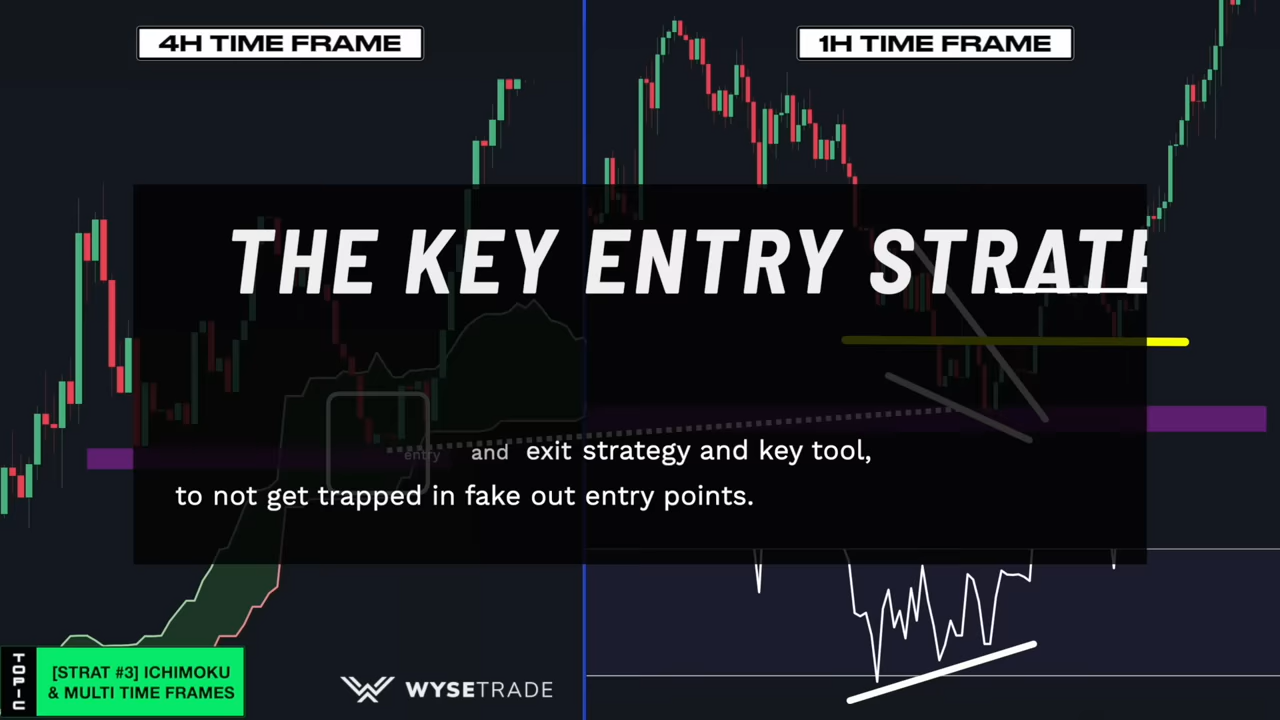 4H TIME FRAME
1H TIME FRAME
THE KEY ENTRY STRATE
entry and exit strategy and key tool,
to not get trapped in fake out entry points.
TOPIC
[STRAT #3] ICHIMOKU
& MULTI TIME FRAMES
WYSETRADE